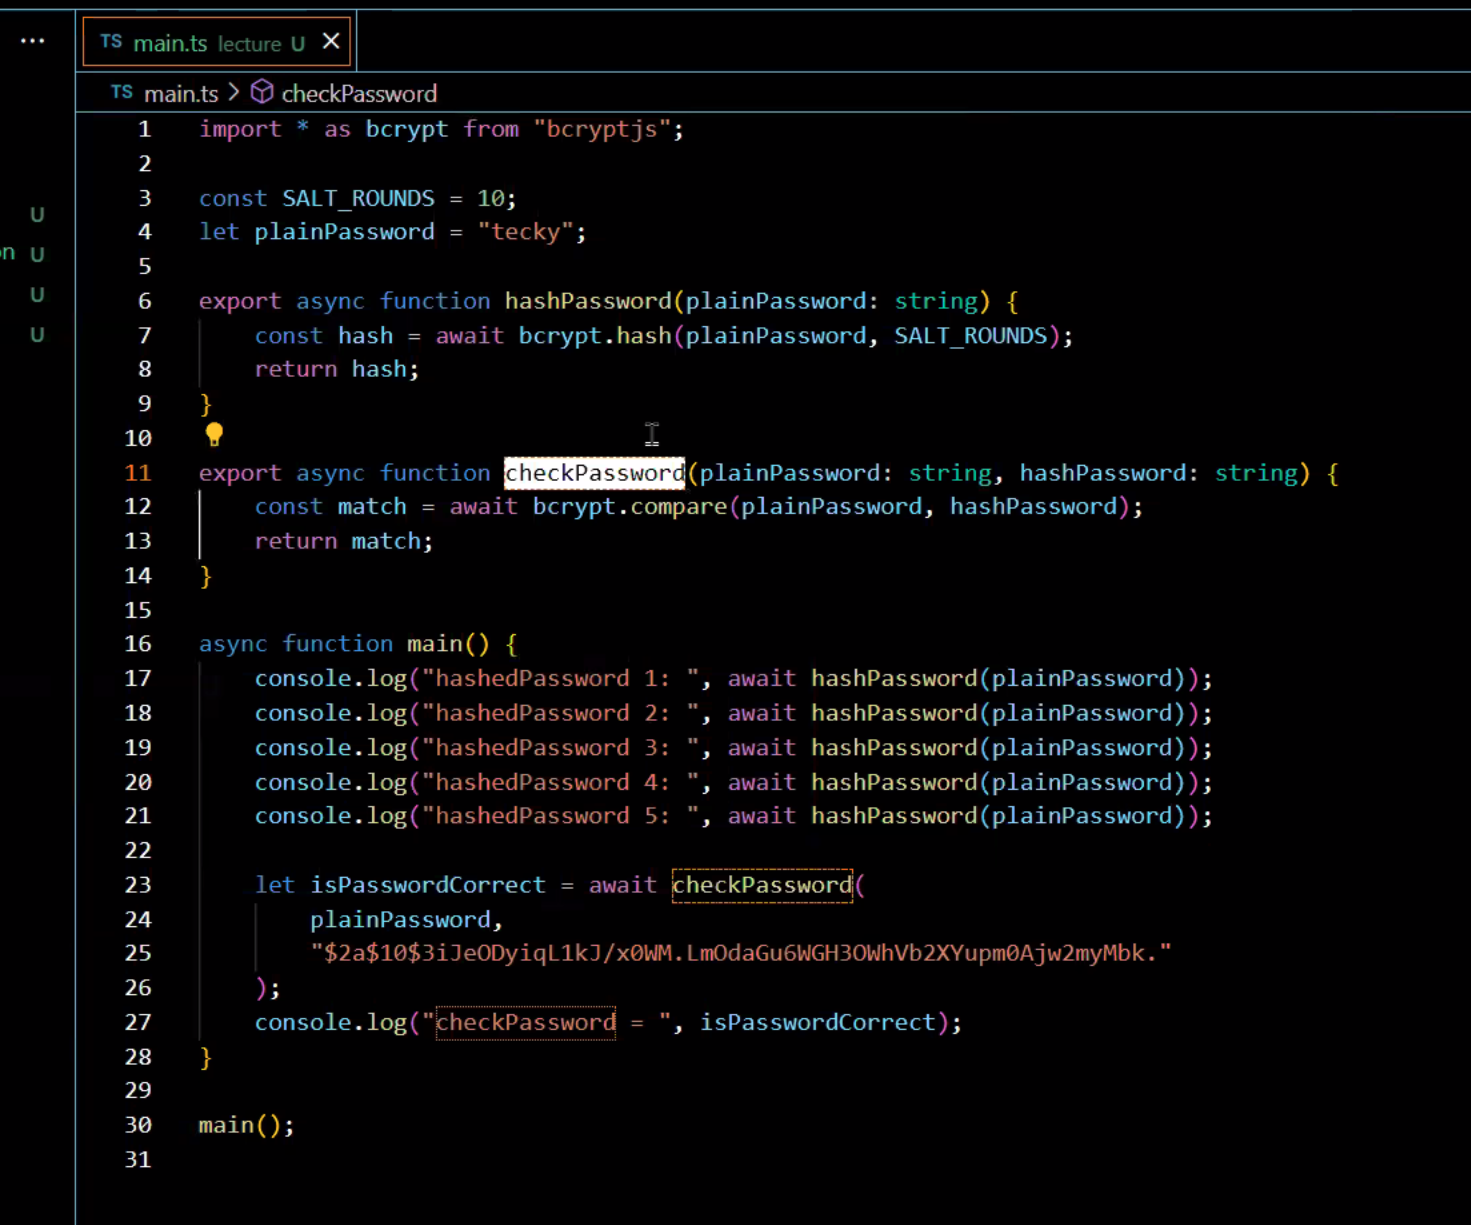 ···
TS main.ts lecture U ×
TS main.ts > checkPassword
U
on U
U
U
1 import * as bcrypt from "bcryptjs";
2
3 const SALT_ROUNDS = 10;
4 let plainPassword = "tecky";
5
6 export async function hashPassword(plainPassword: string) {
7     const hash = await bcrypt.hash(plainPassword, SALT_ROUNDS);
8     return hash;
9 }
10
11 export async function checkPassword(plainPassword: string, hashPassword: string) {
12     const match = await bcrypt.compare(plainPassword, hashPassword);
13     return match;
14 }
15
16 async function main() {
17     console.log("hashedPassword 1: ", await hashPassword(plainPassword));
18     console.log("hashedPassword 2: ", await hashPassword(plainPassword));
19     console.log("hashedPassword 3: ", await hashPassword(plainPassword));
20     console.log("hashedPassword 4: ", await hashPassword(plainPassword));
21     console.log("hashedPassword 5: ", await hashPassword(plainPassword));
22
23     let isPasswordCorrect = await checkPassword(
24         plainPassword,
25         "$2a$10$3iJeODyiqL1kJ/x0WM.LmOdaGu6WGH3OWhVb2XYupm0Ajw2myMbk."
26     );
27     console.log("checkPassword = ", isPasswordCorrect);
28 }
29
30 main();
31